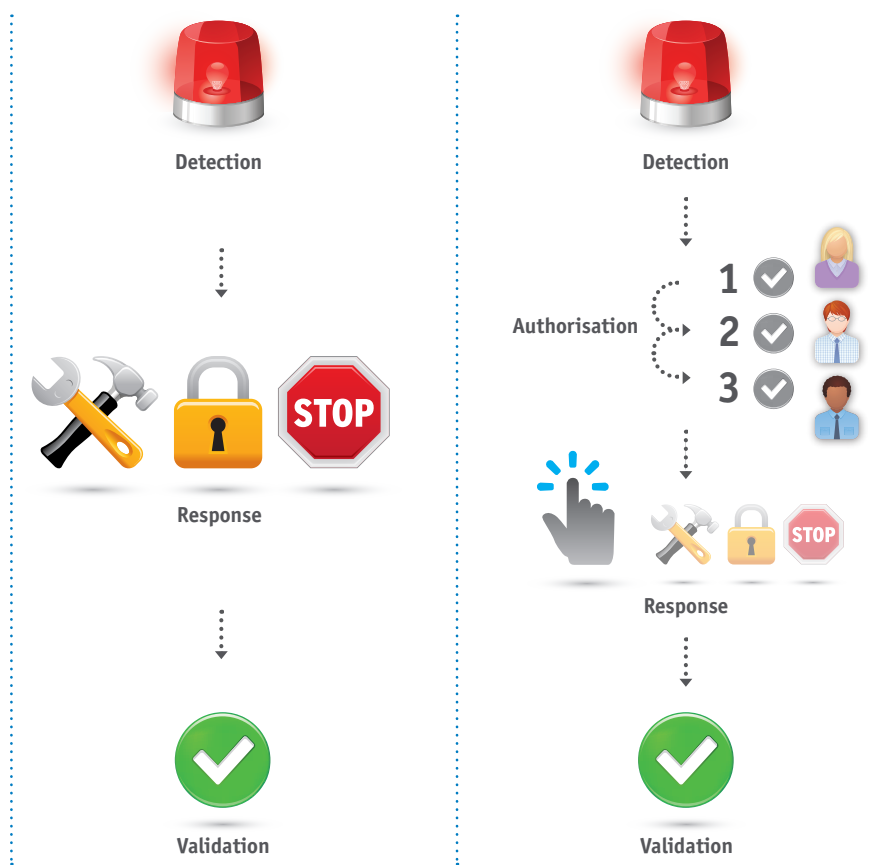 Detection
STOP
Response
Validation
Detection
Authorisation
1
2
3
STOP
Response
Validation